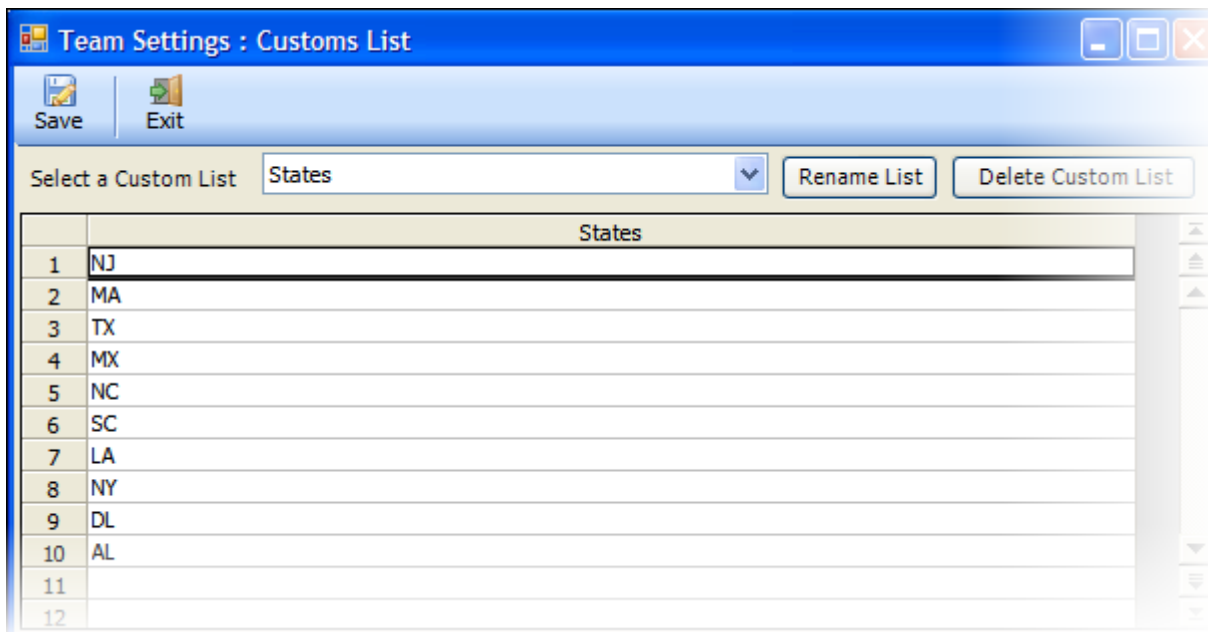 Team Settings : Customs List
Save Exit
Select a Custom List States Rename List Delete Custom List
States
1 NJ
2 MA
3 TX
4 MX
5 NC
6 SC
7 LA
8 NY
9 DL
10 AL
11
12